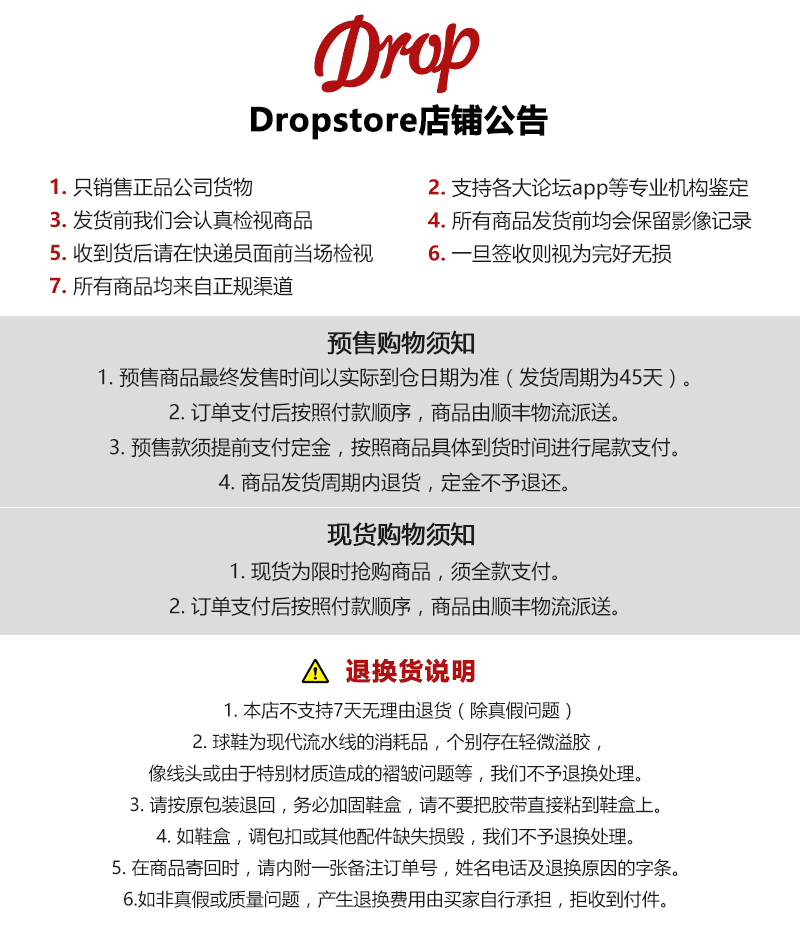 Drop
Dropstore店铺公告
1. 只销售正品公司货物
2. 支持各大论坛app等专业机构鉴定
3. 发货前我们会认真检视商品
4. 所有商品发货前均会保留影像记录
5. 收到货后请在快递员面前当场检视
6. 一旦签收则视为完好无损
7. 所有商品均来自正规渠道
预售购物须知
1. 预售商品最终发售时间以实际到仓日期为准（发货周期为45天）。
2. 订单支付后按照付款顺序，商品由顺丰物流派送。
3. 预售款须提前支付定金，按照商品具体到货时间进行尾款支付。
4. 商品发货周期内退货，定金不予退还。
现货购物须知
1. 现货为限时抢购商品，须全款支付。
2. 订单支付后按照付款顺序，商品由顺丰物流派送。
退换货说明
1. 本店不支持7天无理由退货（除真假问题）
2. 球鞋为现代流水线的消耗品，个别存在轻微溢胶，
像线头或由于特别材质造成的褶皱问题等，我们不予退换处理。
3. 请按原包装退回，务必加固鞋盒，请不要把胶带直接粘到鞋盒上。
4. 如鞋盒，调包扣或其他配件缺失损毁，我们不予退换处理。
5. 在商品寄回时，请内附一张备注订单号，姓名电话及退换原因的字条。
6.如非真假或质量问题，产生退换费用由买家自行承担，拒收到付件。